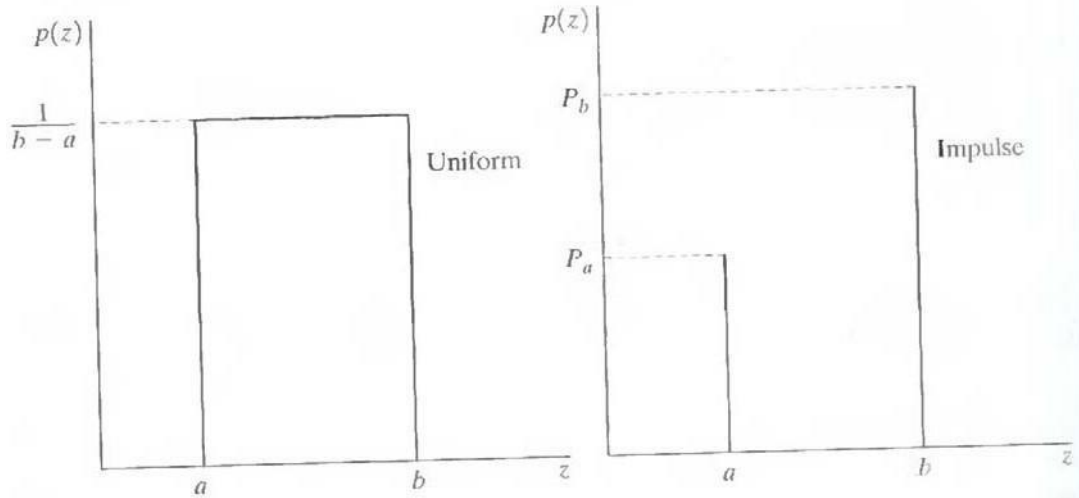 p(z)
1
b − a
Uniform
a
b
z
p(z)
P_b
Impulse
P_a
a
b
z